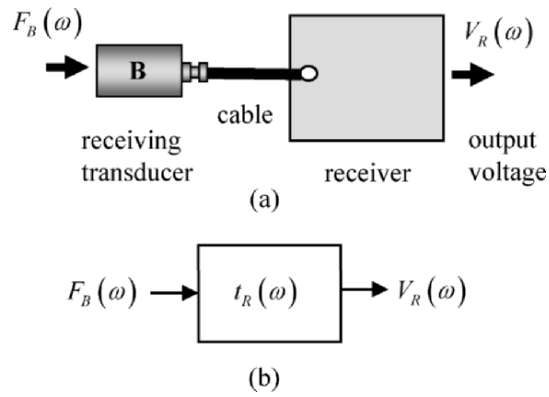 F_B(ω)
V_R(ω)
B
cable
receiving
transducer
receiver
output
voltage
(a)
F_B(ω)
t_R(ω)
V_R(ω)
(b)